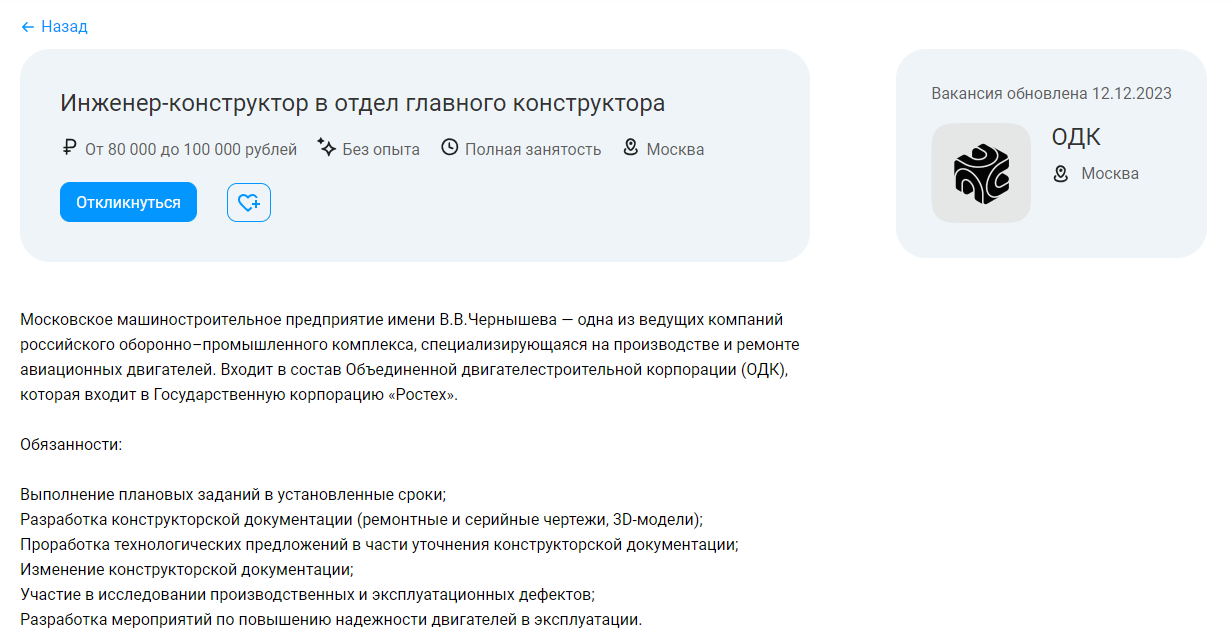 ← Назад
Инженер-конструктор в отдел главного конструктора
₽ От 80 000 до 100 000 рублей Без опыта Полная занятость Москва
Откликнуться
Вакансия обновлена 12.12.2023
ОДК
Москва
Московское машиностроительное предприятие имени В.В.Чернышева — одна из ведущих компаний
российского оборонно–промышленного комплекса, специализирующаяся на производстве и ремонте
авиационных двигателей. Входит в состав Объединенной двигателестроительной корпорации (ОДК),
которая входит в Государственную корпорацию «Ростех».
Обязанности:
Выполнение плановых заданий в установленные сроки;
Разработка конструкторской документации (ремонтные и серийные чертежи, 3D-модели);
Проработка технологических предложений в части уточнения конструкторской документации;
Изменение конструкторской документации;
Участие в исследовании производственных и эксплуатационных дефектов;
Разработка мероприятий по повышению надежности двигателей в эксплуатации.